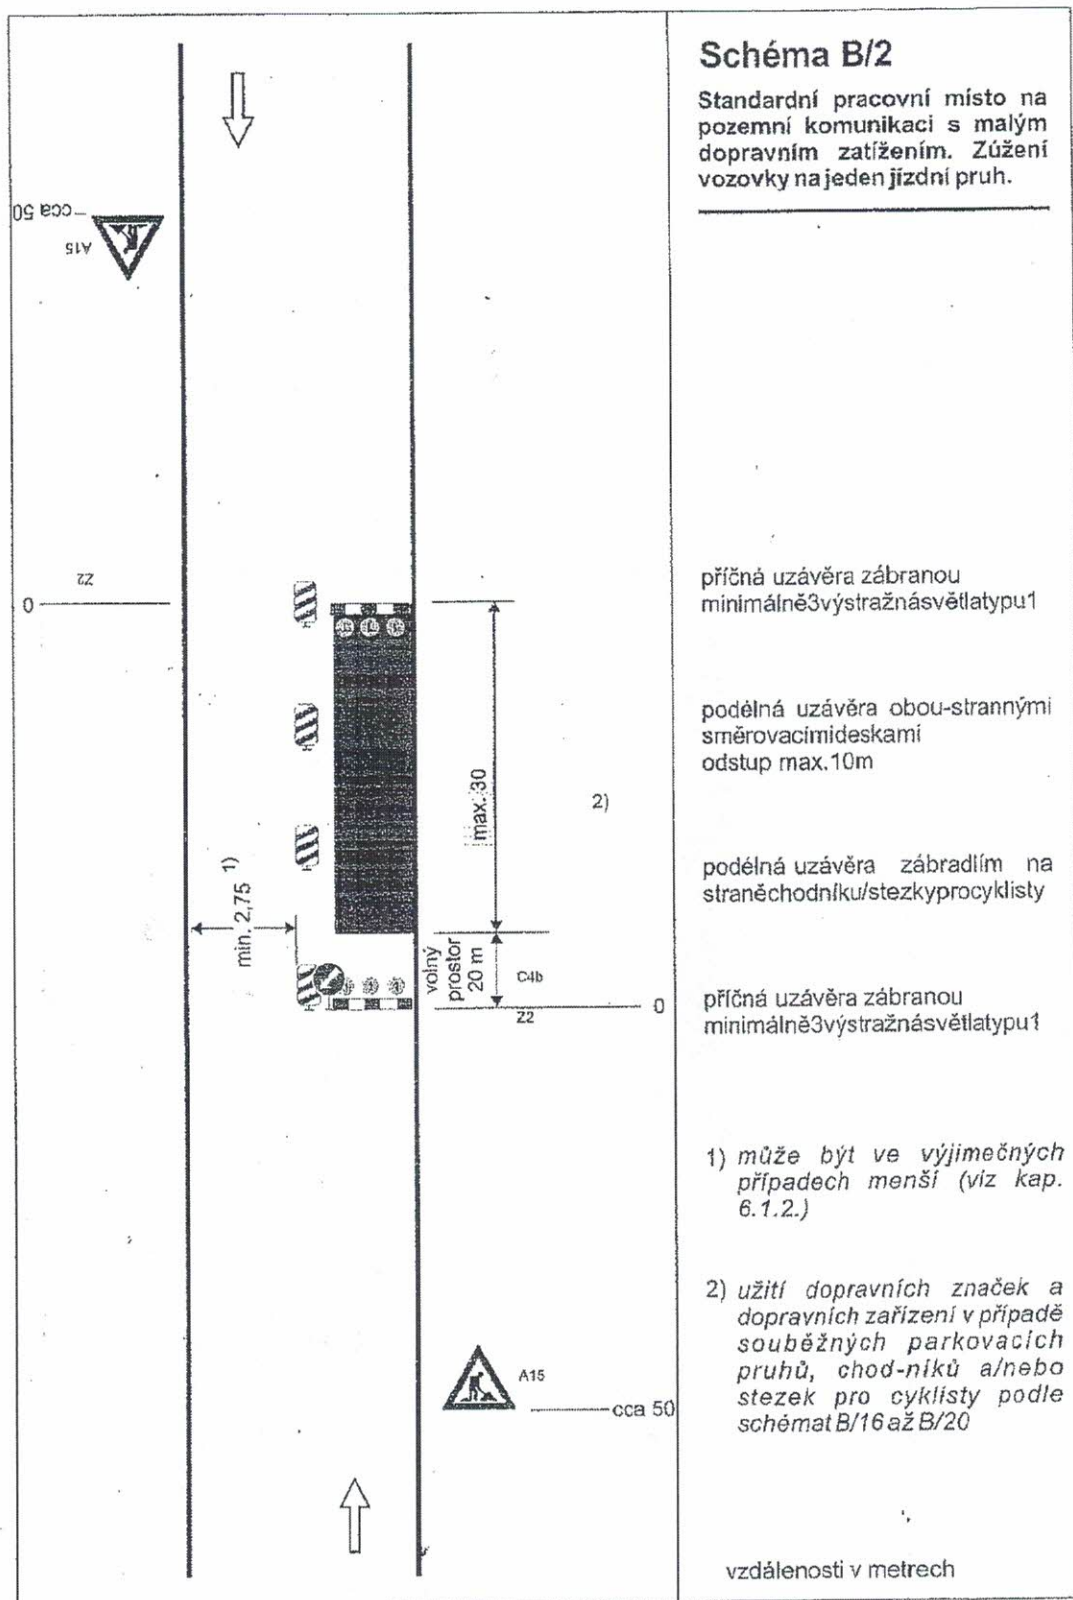 Schéma B/2
Standardní pracovní místo na
pozemní komunikaci s malým
dopravním zatížením. Zúžení
vozovky na jeden jízdní pruh.
cca 50
A15
Z2
0
příčná uzávěra zábranou
minimálně3výstražnásvětlatypu1
podélná uzávěra obou-strannými
směrovacímideskami
odstup max.10m
max. 30
2)
podélná uzávěra zábradlím na
straněchodníku/stezkyprocyklisty
min. 2,75 1)
volný
prostor
20 m
C4b
Z2
0
příčná uzávěra zábranou
minimálně3výstražnásvětlatypu1
1) může být ve výjimečných
případech menší (viz kap.
6.1.2.)
2) užití dopravních značek a
dopravních zařízení v případě
souběžných parkovacích
pruhů, chod-níků a/nebo
stezek pro cyklisty podle
schémat B/16 až B/20
A15
cca 50
vzdálenosti v metrech